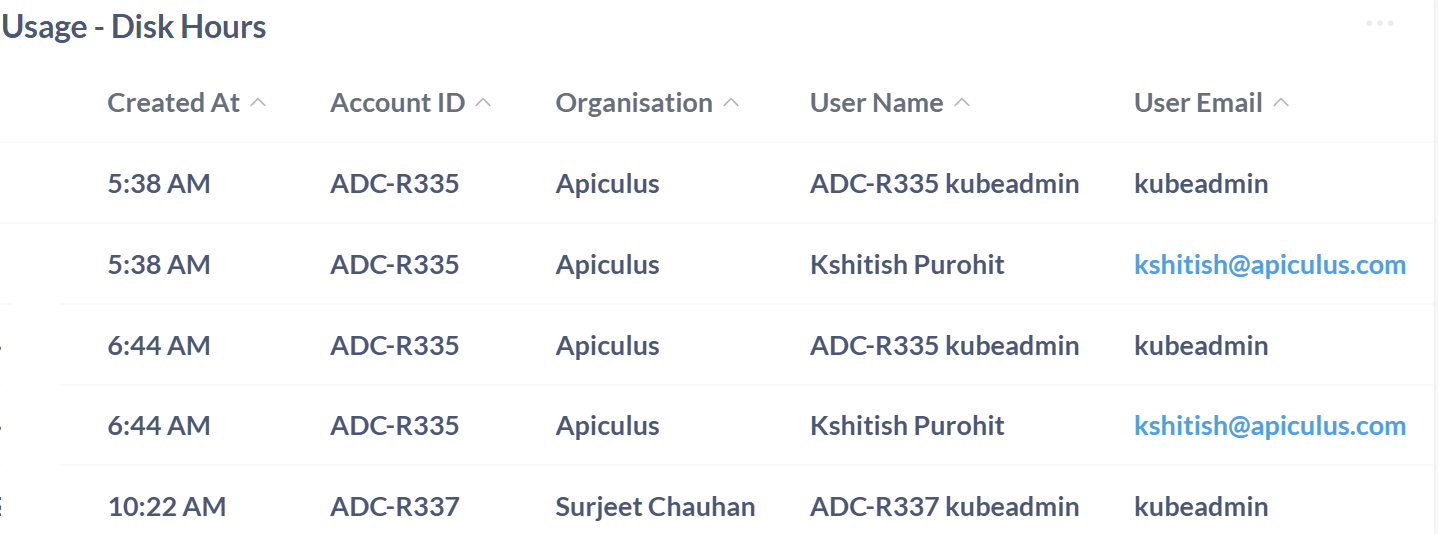 Usage - Disk Hours
Created At Account ID Organisation User Name User Email
5:38 AM ADC-R335 Apiculus ADC-R335 kubeadmin kubeadmin
5:38 AM ADC-R335 Apiculus Kshitish Purohit kshitish@apiculus.com
6:44 AM ADC-R335 Apiculus ADC-R335 kubeadmin kubeadmin
6:44 AM ADC-R335 Apiculus Kshitish Purohit kshitish@apiculus.com
10:22 AM ADC-R337 Surjeet Chauhan ADC-R337 kubeadmin kubeadmin